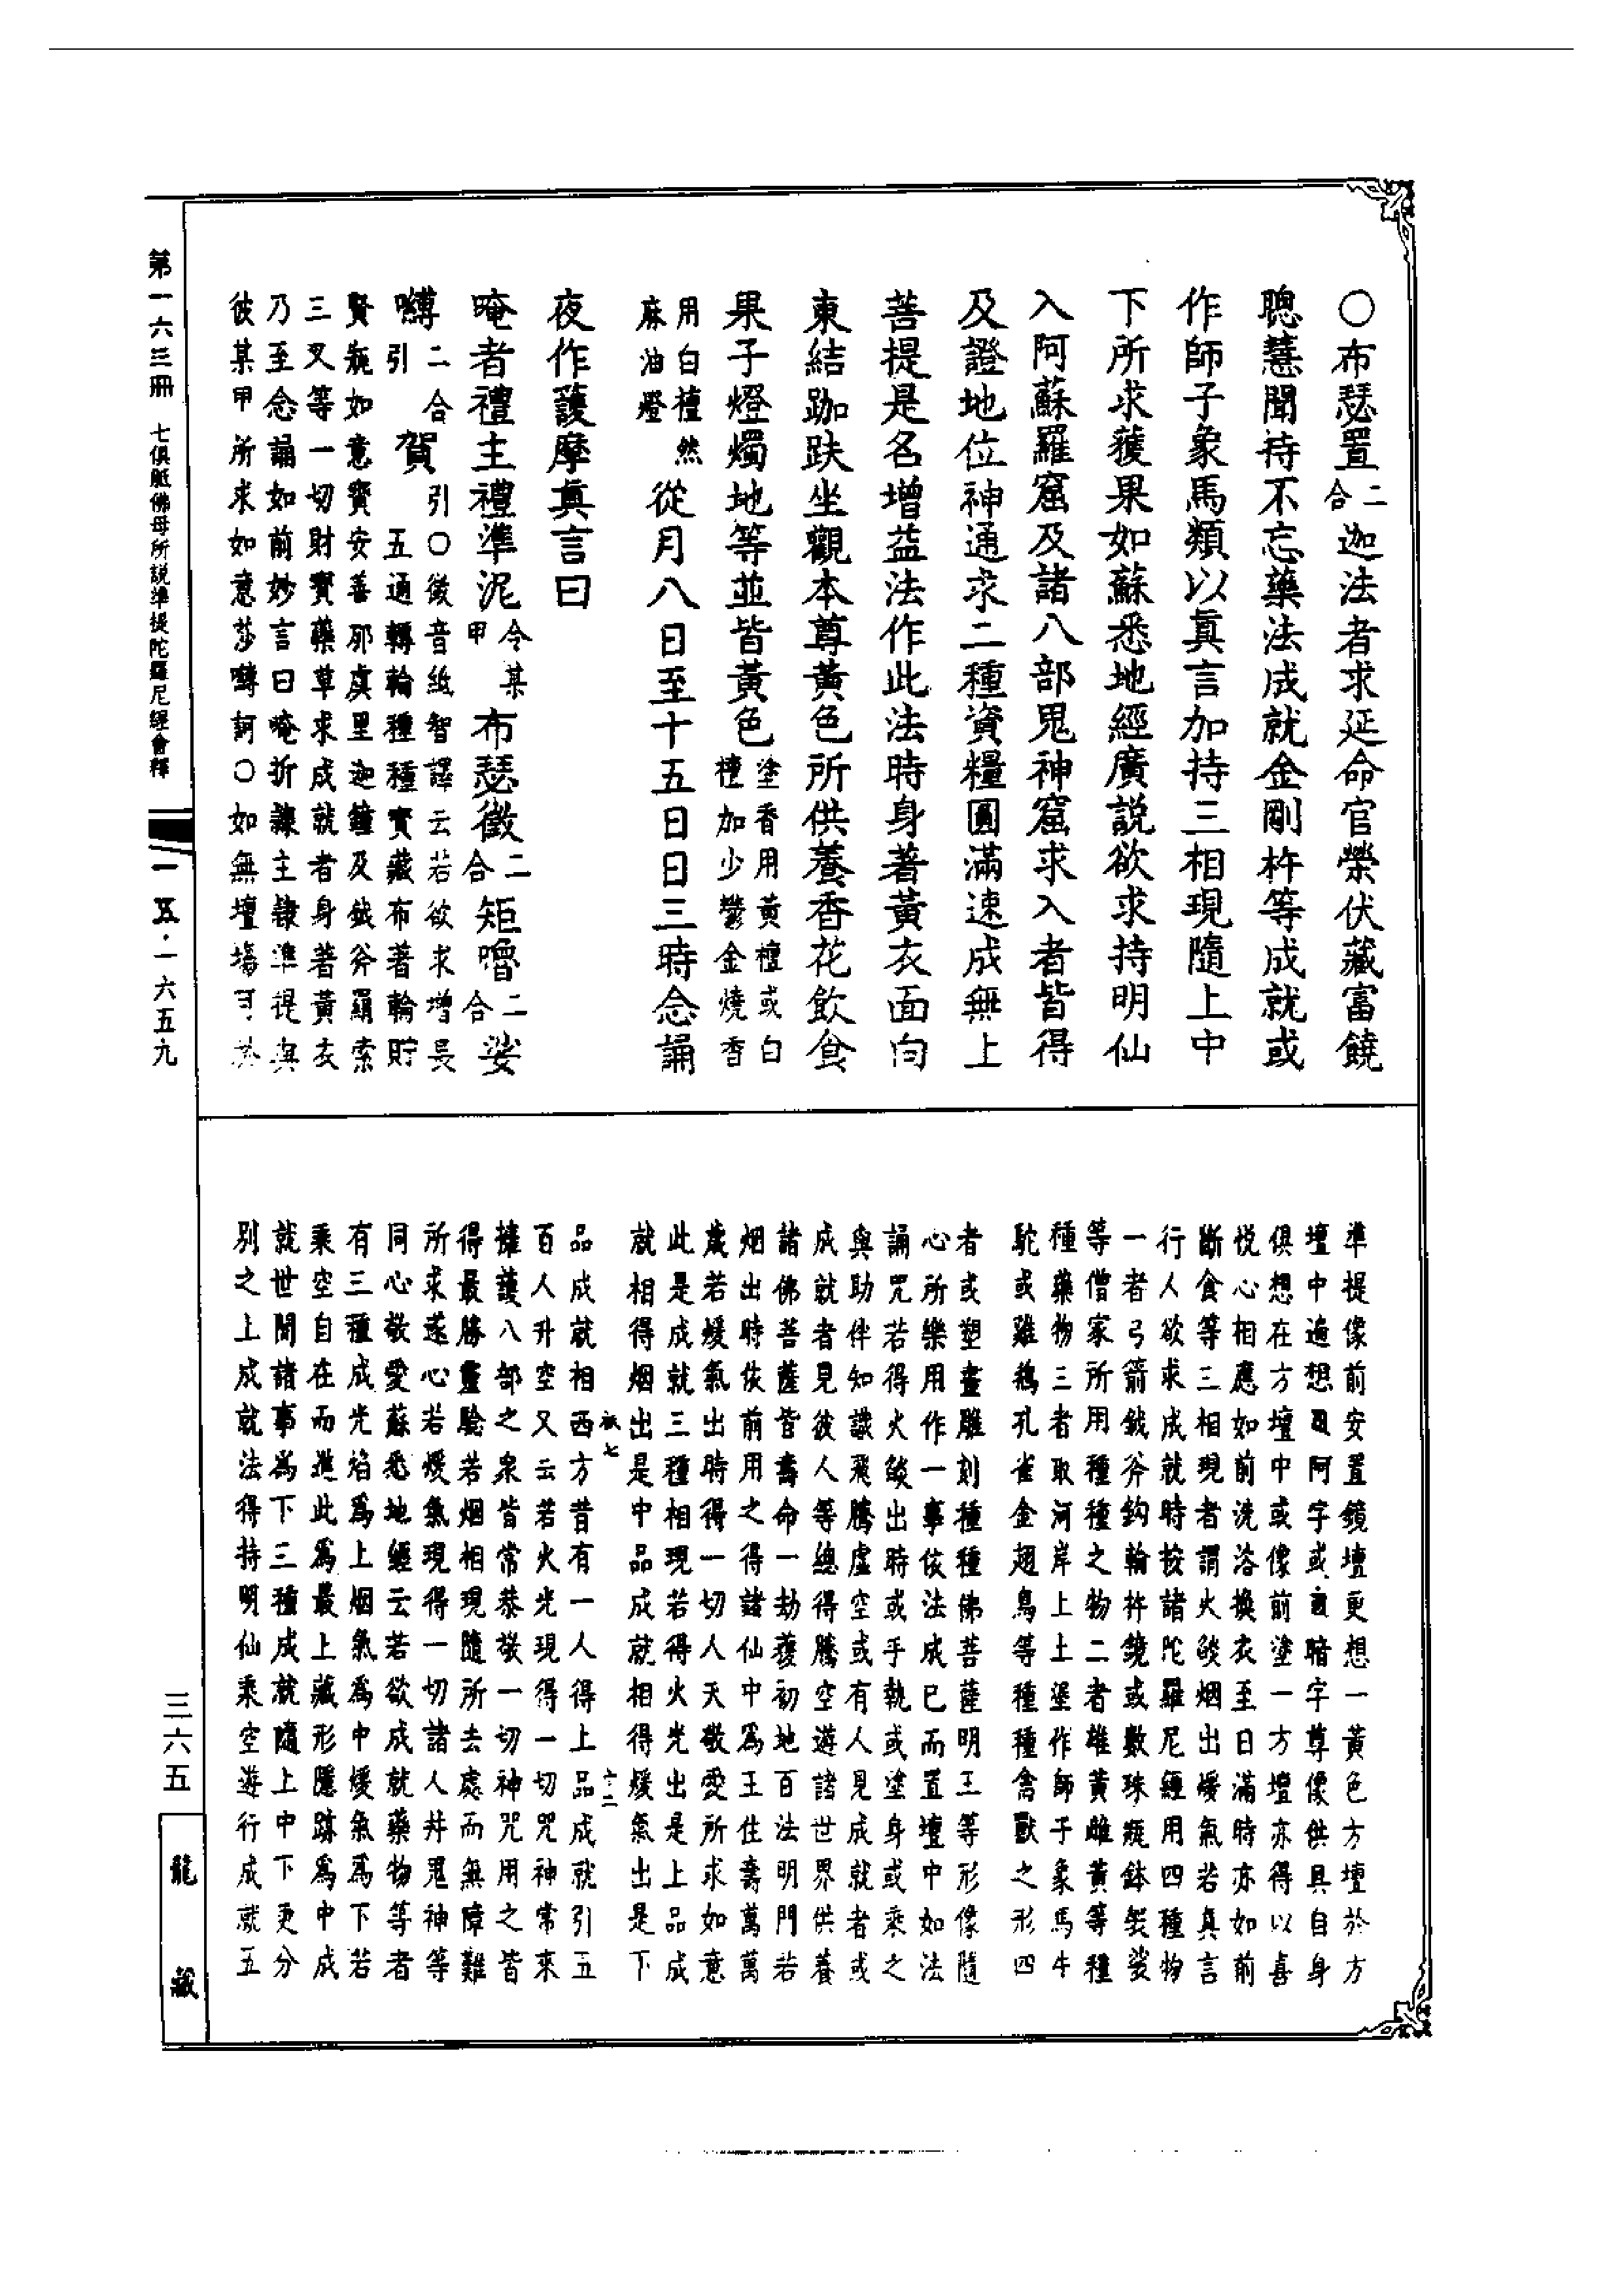 〇布瑟置二合迦法者求延命官榮伏藏富饒
聰慧聞持不忘藥法成就金剛杵等成就或
作師子象馬類以真言加持三相現隨上中
下所求獲果如蘇悉地經廣説欲求持明仙
入阿蘇羅窟及諸八部鬼神窟求入者皆得
及證地位神通求二種資糧圓滿速成無上
菩提是名增益法作此法時身著黃衣面向
東結跏趺坐觀本尊黃色所供養香花飲食
果子燈燭地等並皆黃色塗香用黃檀或白
檀加少鬱金燒香
用白檀然
麻油燈從月八日至十五日日三時念誦
夜作護摩真言曰
唵者禮主禮準泥令某甲布瑟徵二合矩嚕二合娑
嚩二合引賀引〇徵音紙智譯云若欲求增長
五通轉輪種種寶藏布著輪貯
賢瓶如意寶安善那虞里迦鐘及鉞斧羂索
三叉等一切財寶藥草求成就者身著黃衣
乃至念誦如前妙言曰唵折隸主隸準提與
彼某甲所求如意莎嚩訶〇如無壇場
準提像前安置鏡壇更想一黃色方壇於方
壇中遍想阿字或暗字尊像供具自身
俱想在方壇中或像前塗一方壇亦得以喜
悅心相應如前洗浴換衣至日滿時亦如前
斷食等三相現者謂火燄烟出煖氣若真言
行人欲求成就時按諸陀羅尼經用四種物
一者弓箭鉞斧鈎輪杵鏡或數珠瓶鉢袈裟
等僧家所用種種之物二者雄黃雌黃等種
種藥物三者取河岸上土塑作師子象馬牛
駝或雞鵝孔雀金翅鳥等種種禽獸之形四
者或塑畫雕刻種種佛菩薩明王等形像隨
心所樂用作一事依法成已而置壇中如法
誦咒若得火燄出時或手執或塗身或乘之
與助伴知識飛騰虛空或有人見成就者或
成就者見彼人等總得騰空遊諸世界供養
諸佛菩薩皆壽命一劫獲初地百法明門若
烟出時依前用之得諸仙中為王住壽萬萬
歲若煖氣出時得一切人天敬愛所求如意
此是成就三種相現若得火光出是上品成
就相得烟出是中品成就相得煖氣出是下
品成就相西方昔有一人得上品成就引五
百人升空又云若火光現得一切咒神常來
擁護八部之眾皆常恭敬一切神咒用之皆
得最勝靈驗若烟相現隨所去處而無障難
所求遂心若煖氣現得一切諸人并鬼神等
同心敬愛蘇悉地經云若欲成就藥物等者
有三種成光焰為上烟氣為中煖氣為下若
乘空自在而進此為最上藏形隱跡為中成
就世間諸事為下三種成就隨上中下更分
別之上成就法得持明仙乘空遊行成就五
第一六三冊 七俱胝佛母所説準提陀羅尼經會釋
一五·一六五九
三六五
龍藏